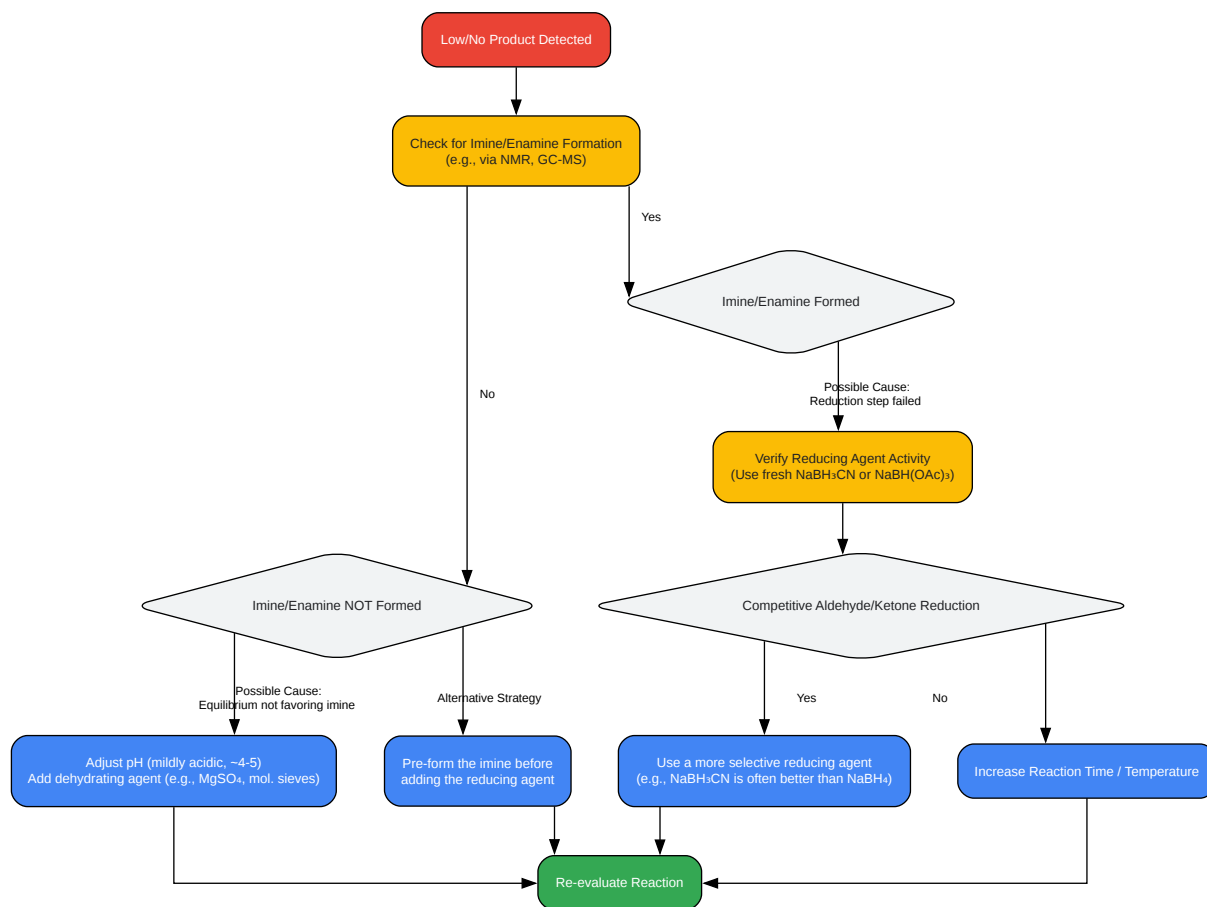 Low/No Product Detected
Check for Imine/Enamine Formation
(e.g., via NMR, GC-MS)
Yes
Imine/Enamine Formed
No
Possible Cause:
Reduction step failed
Verify Reducing Agent Activity
(Use fresh NaBH₃CN or NaBH(OAc)₃)
Imine/Enamine NOT Formed
Competitive Aldehyde/Ketone Reduction
Possible Cause:
Equilibrium not favoring imine
Alternative Strategy
Yes
No
Adjust pH (mildly acidic, ~4-5)
Add dehydrating agent (e.g., MgSO₄, mol. sieves)
Pre-form the imine before
adding the reducing agent
Use a more selective reducing agent
(e.g., NaBH₃CN is often better than NaBH₄)
Increase Reaction Time / Temperature
Re-evaluate Reaction